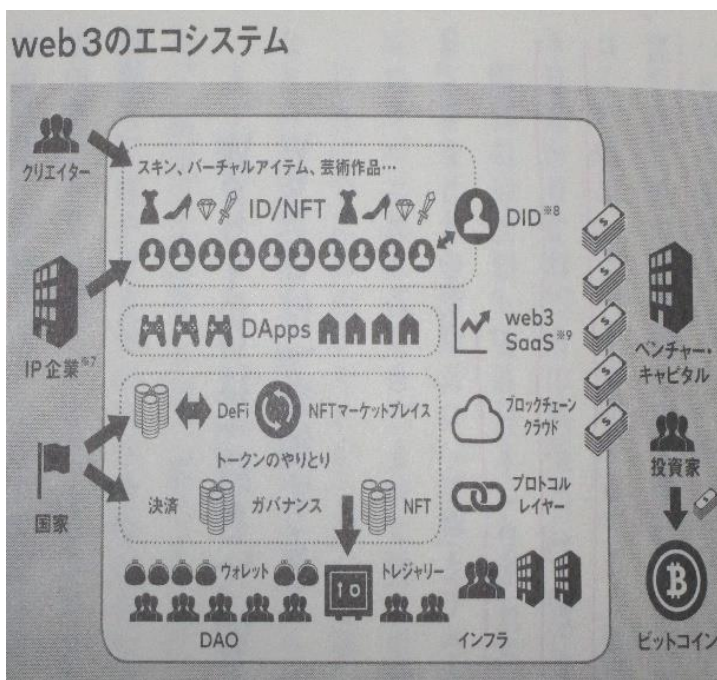 web3のエコシステム
クリエイター
スキン、バーチャルアイテム、芸術作品…
ID/NFT
DID※8
IP企業※7
DApps
web3
SaaS※9
ベンチャー・
キャピタル
DeFi
NFTマーケットプレイス
ブロックチェーン
クラウド
トークンのやりとり
投資家
国家
決済
ガバナンス
NFT
プロトコル
レイヤー
ウォレット
トレジャリー
DAO
インフラ
ビットコイン